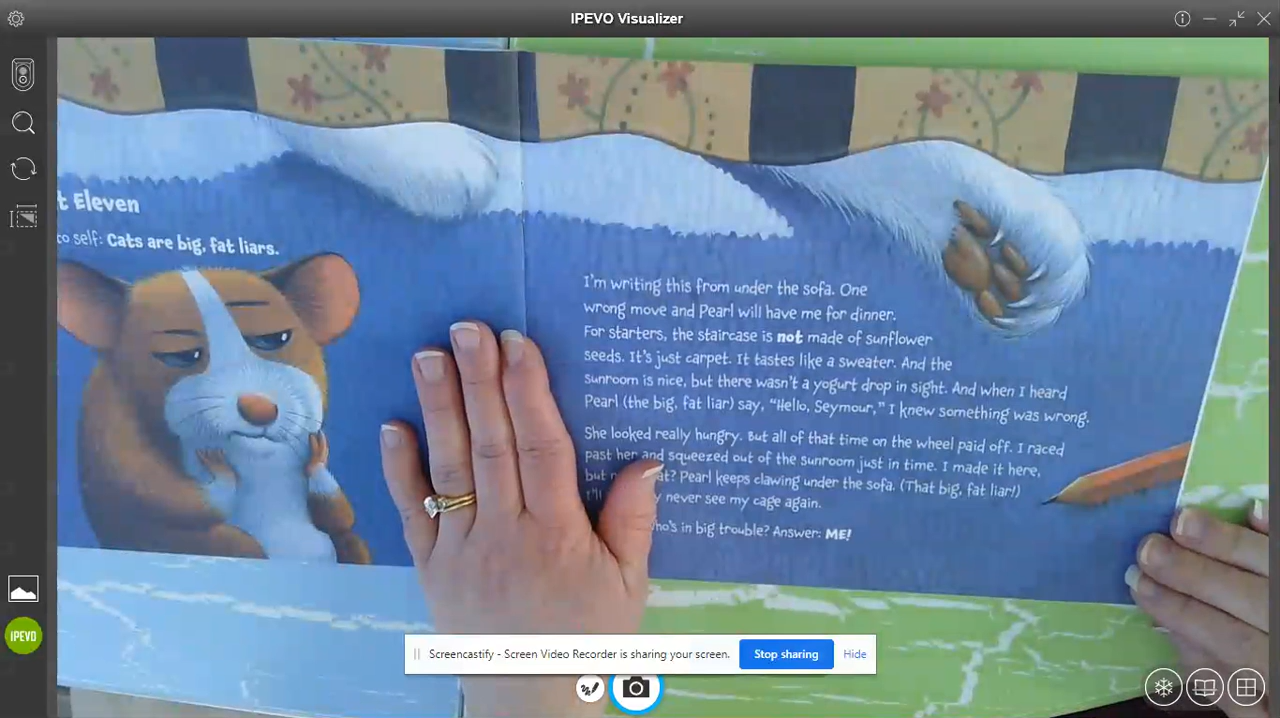 IPEVO Visualizer
t Eleven
to self: Cats are big, fat liars.
I'm writing this from under the sofa. One
wrong move and Pearl will have me for dinner.
For starters, the staircase is not made of sunflower
seeds. It's just carpet. It tastes like a sweater. And the
sunroom is nice, but there wasn't a yogurt drop in sight. And when I heard
Pearl (the big, fat liar) say, "Hello, Seymour," I knew something was wrong.
She looked really hungry. But all of that time on the wheel paid off. I raced
past her and squeezed out of the sunroom just in time. I made it here,
but at? Pearl keeps clawing under the sofa. (That big, fat liar!)
I'll y never see my cage again.
who's in big trouble? Answer: ME!
Screencastify - Screen Video Recorder is sharing your screen.
Stop sharing
Hide
IPEVO